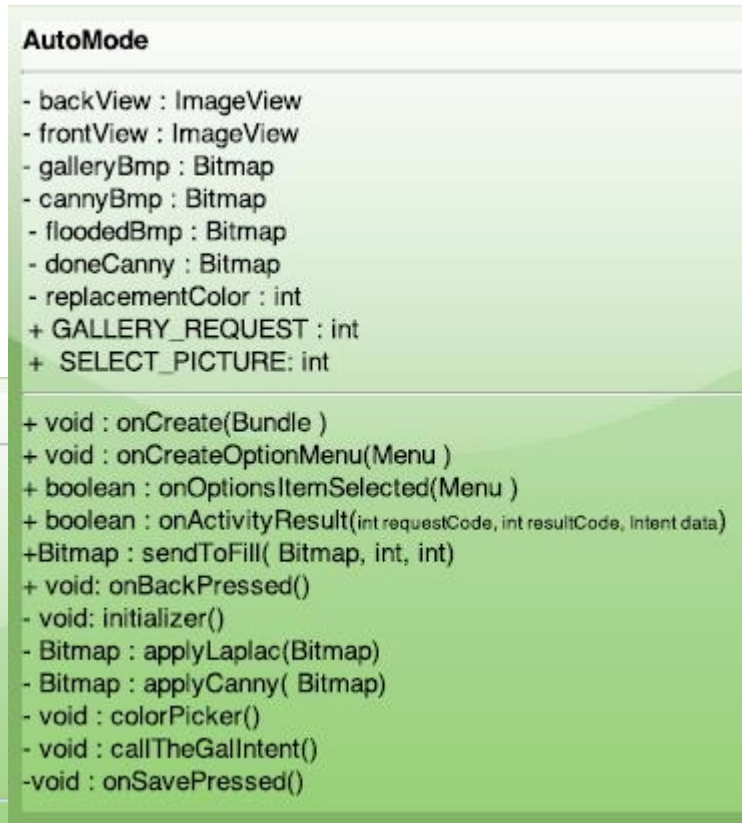 AutoMode
- backView : ImageView
- frontView : ImageView
- galleryBmp : Bitmap
- cannyBmp : Bitmap
- floodedBmp : Bitmap
- doneCanny : Bitmap
- replacementColor : int
+ GALLERY_REQUEST : int
+ SELECT_PICTURE: int
+ void : onCreate(Bundle )
+ void : onCreateOptionMenu(Menu )
+ boolean : onOptionsItemSelected(Menu )
+ boolean : onActivityResult(int requestCode, int resultCode, Intent data)
+Bitmap : sendToFill( Bitmap, int, int)
+ void: onBackPressed()
- void: initializer()
- Bitmap : applyLaplac(Bitmap)
- Bitmap : applyCanny( Bitmap)
- void : colorPicker()
- void : callTheGalIntent()
-void : onSavePressed()